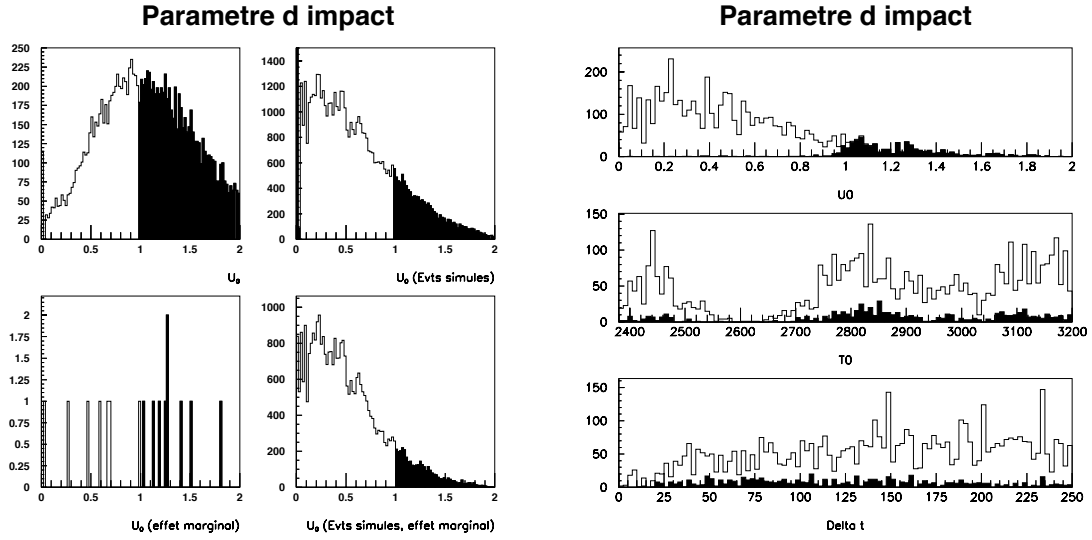 Parametre d impact
250
225
200
175
150
125
100
75
50
25
0
0 0.5 1 1.5 2
U₀
1400
1200
1000
800
600
400
200
0
0 0.5 1 1.5 2
U₀ (Evts simules)
2
1.75
1.5
1.25
1
0.75
0.5
0.25
0
0 0.5 1 1.5 2
U₀ (effet marginal)
1000
800
600
400
200
0
0 0.5 1 1.5 2
U₀ (Evts simules, effet marginal)
Parametre d impact
200
100
0
0 0.2 0.4 0.6 0.8 1 1.2 1.4 1.6 1.8 2
U0
150
100
50
0
2400 2500 2600 2700 2800 2900 3000 3100 3200
T0
150
100
50
0
0 25 50 75 100 125 150 175 200 225 250
Delta t